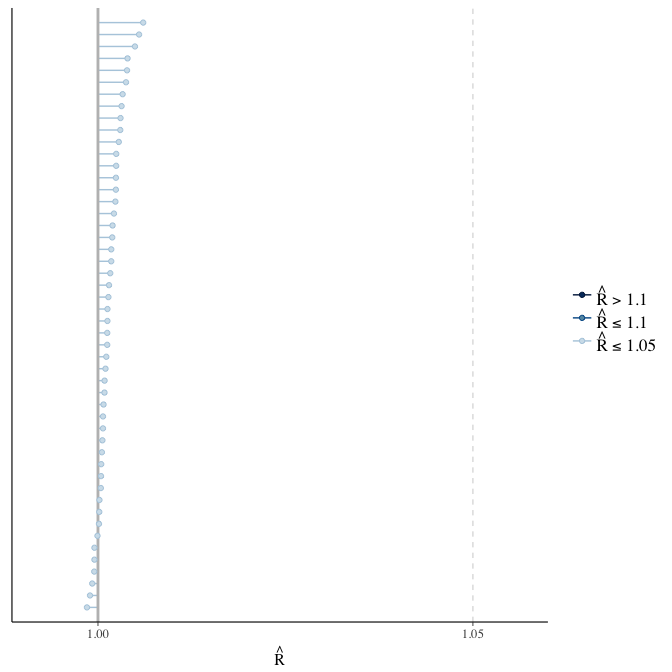 R̂ > 1.1
R̂ ≤ 1.1
R̂ ≤ 1.05
1.00 1.05
R̂